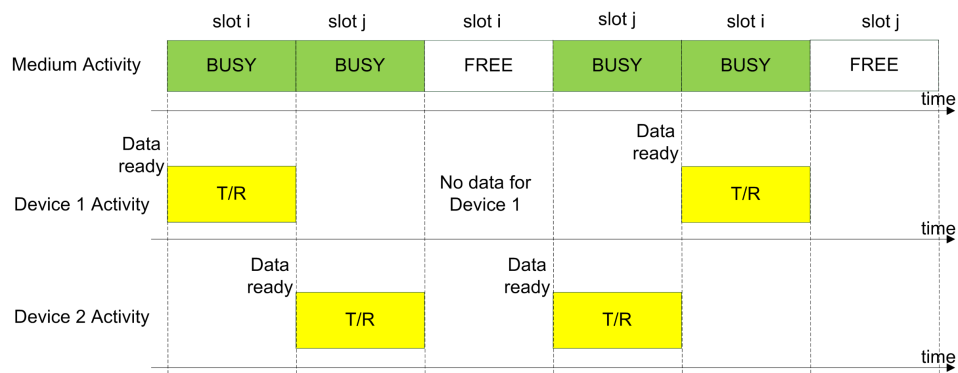 slot i slot j slot i slot j slot i slot j
Medium Activity BUSY BUSY FREE BUSY BUSY FREE
time
Data
ready
Data
ready
Device 1 Activity T/R
No data for
Device 1
T/R
time
Data
ready
Data
ready
Device 2 Activity T/R T/R
time